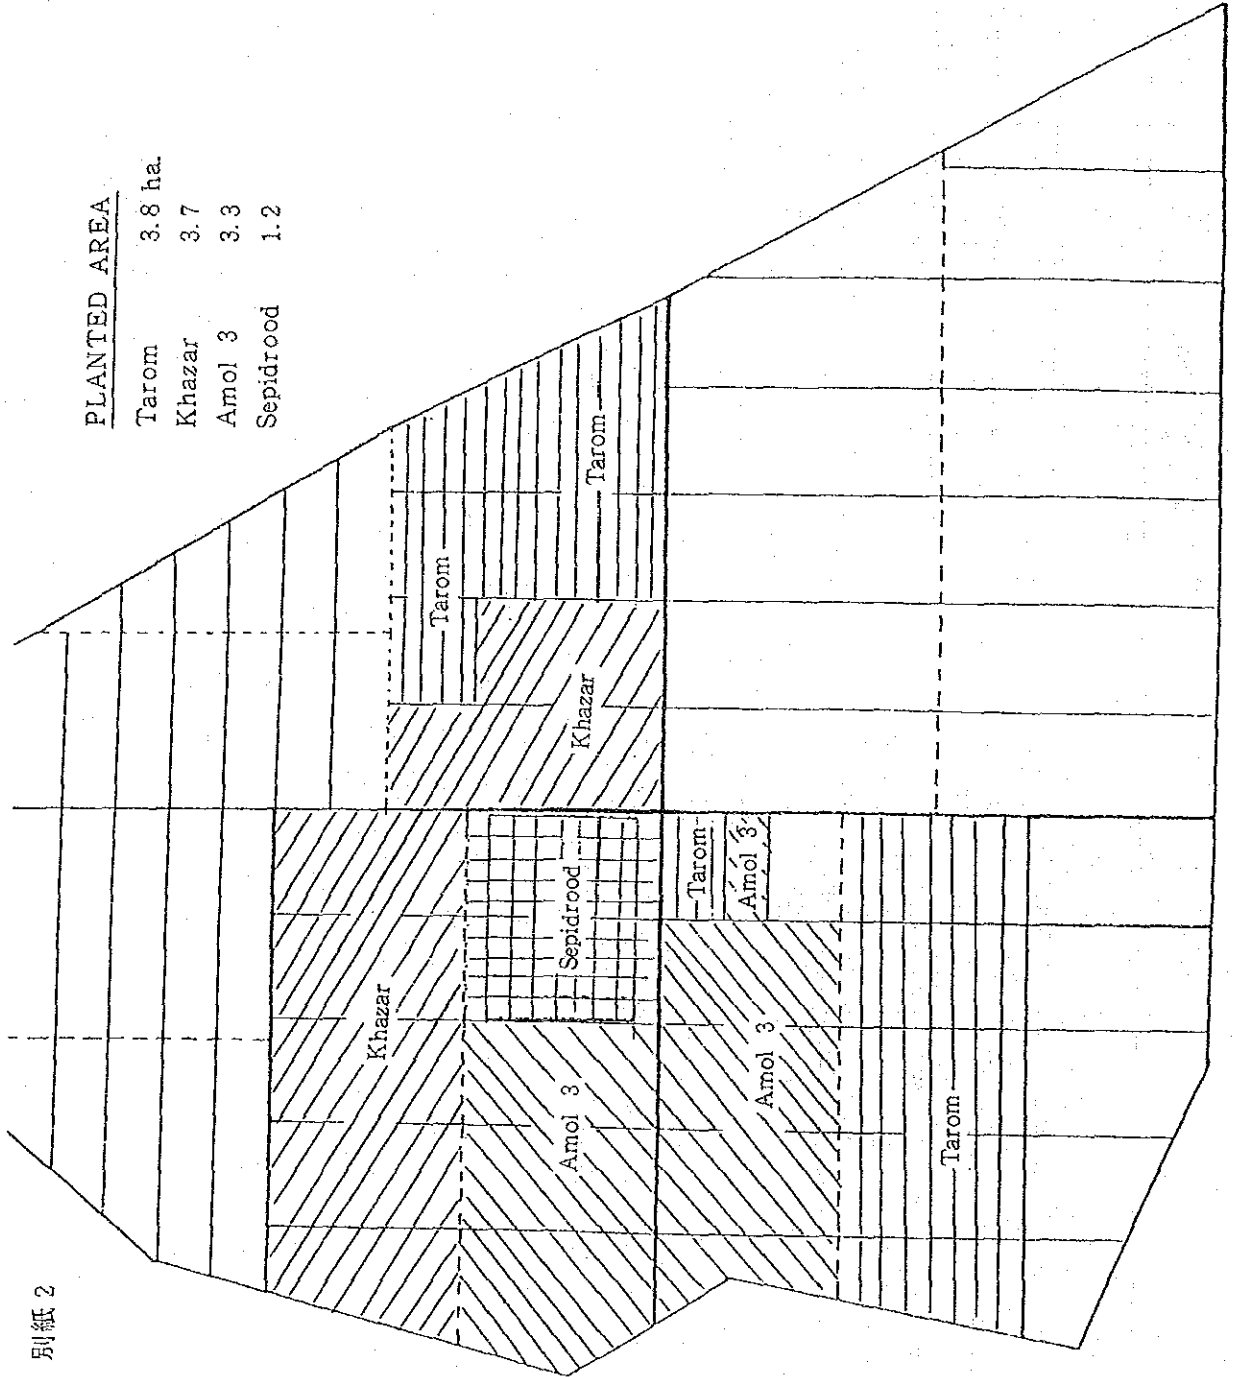 別紙 2
PLANTED AREA
Tarom 3.8 ha.
Khazar 3.7
Amol 3 3.3
Sepidrood 1.2
Khazar
Amol 3
Sepidrood
Tarom
Khazar
Tarom
Amol 3
Tarom
Amol 3
Tarom